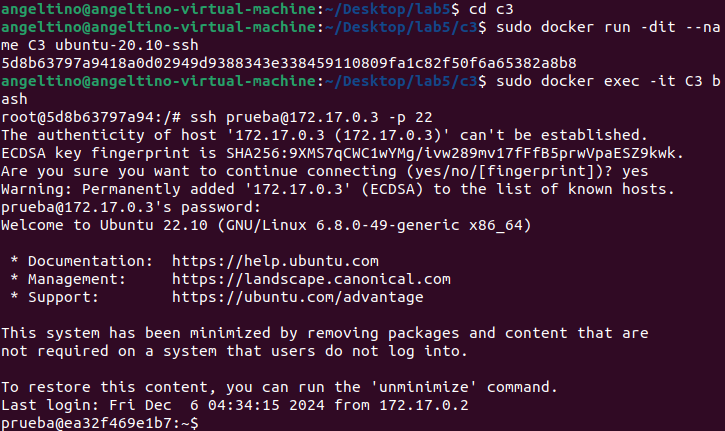 angeltino@angeltino-virtual-machine:~/Desktop/lab5$ cd c3
angeltino@angeltino-virtual-machine:~/Desktop/lab5/c3$ sudo docker run -dit --na
me C3 ubuntu-20.10-ssh
5d8b63797a9418a0d02949d9388343e338459110809fa1c82f50f6a65382a8b8
angeltino@angeltino-virtual-machine:~/Desktop/lab5/c3$ sudo docker exec -it C3 b
ash
root@5d8b63797a94:/# ssh prueba@172.17.0.3 -p 22
The authenticity of host '172.17.0.3 (172.17.0.3)' can't be established.
ECDSA key fingerprint is SHA256:9XMS7qCWC1wYMg/ivw289mv17fFfB5prwVpaESZ9kwk.
Are you sure you want to continue connecting (yes/no/[fingerprint])? yes
Warning: Permanently added '172.17.0.3' (ECDSA) to the list of known hosts.
prueba@172.17.0.3's password:
Welcome to Ubuntu 22.10 (GNU/Linux 6.8.0-49-generic x86_64)

 * Documentation:  https://help.ubuntu.com
 * Management:     https://landscape.canonical.com
 * Support:        https://ubuntu.com/advantage

This system has been minimized by removing packages and content that are
not required on a system that users do not log into.

To restore this content, you can run the 'unminimize' command.
Last login: Fri Dec  6 04:34:15 2024 from 172.17.0.2
prueba@ea32f469e1b7:~$